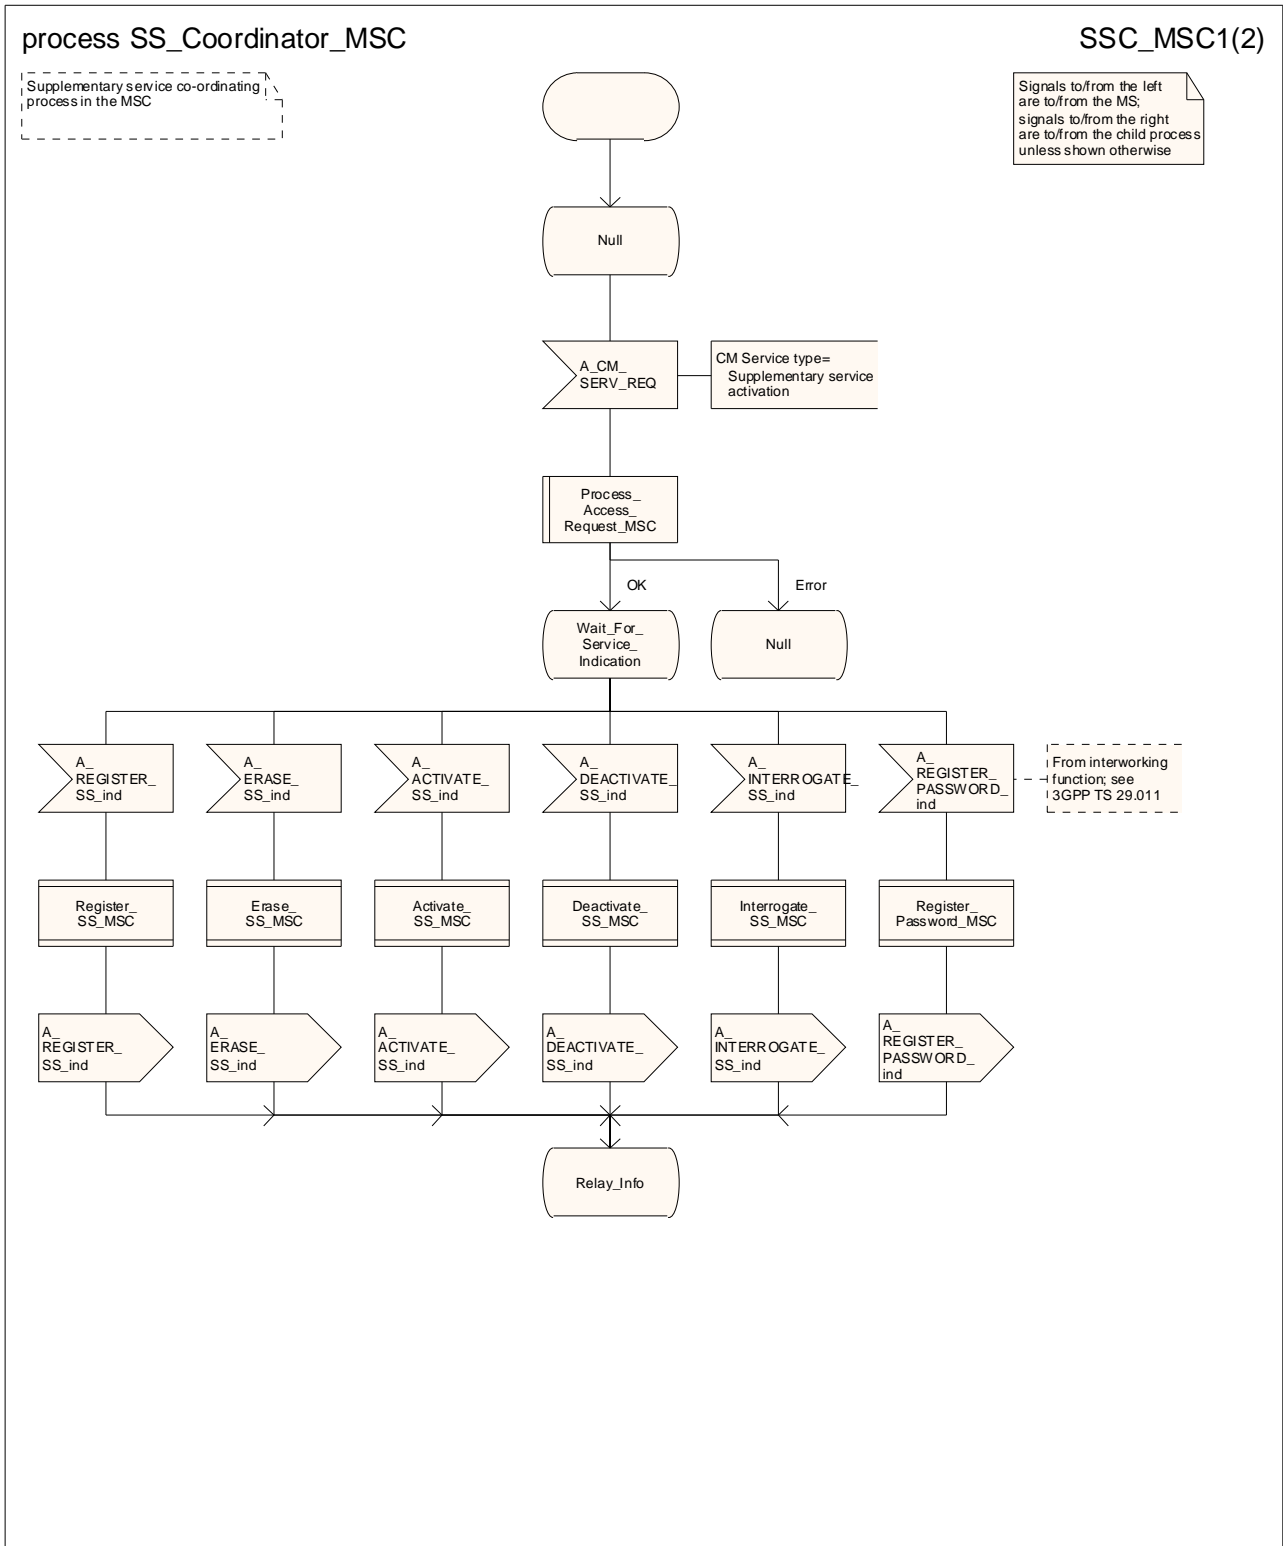 process SS_Coordinator_MSC
SSC_MSC1(2)
Supplementary service co-ordinating
process in the MSC
Signals to/from the left
are to/from the MS;
signals to/from the right
are to/from the child process
unless shown otherwise
Null
A_CM_
SERV_REQ
CM Service type=
Supplementary service
activation
Process_
Access_
Request_MSC
OK
Error
Wait_For_
Service_
Indication
Null
A_
REGISTER_
SS_ind
A_
ERASE_
SS_ind
A_
ACTIVATE_
SS_ind
A_
DEACTIVATE_
SS_ind
A_
INTERROGATE_
SS_ind
A_
REGISTER_
PASSWORD_
ind
From interworking
function; see
3GPP TS 29.011
Register_
SS_MSC
Erase_
SS_MSC
Activate_
SS_MSC
Deactivate_
SS_MSC
Interrogate_
SS_MSC
Register_
Password_MSC
A_
REGISTER_
SS_ind
A_
ERASE_
SS_ind
A_
ACTIVATE_
SS_ind
A_
DEACTIVATE_
SS_ind
A_
INTERROGATE_
SS_ind
A_
REGISTER_
PASSWORD_
ind
Relay_Info